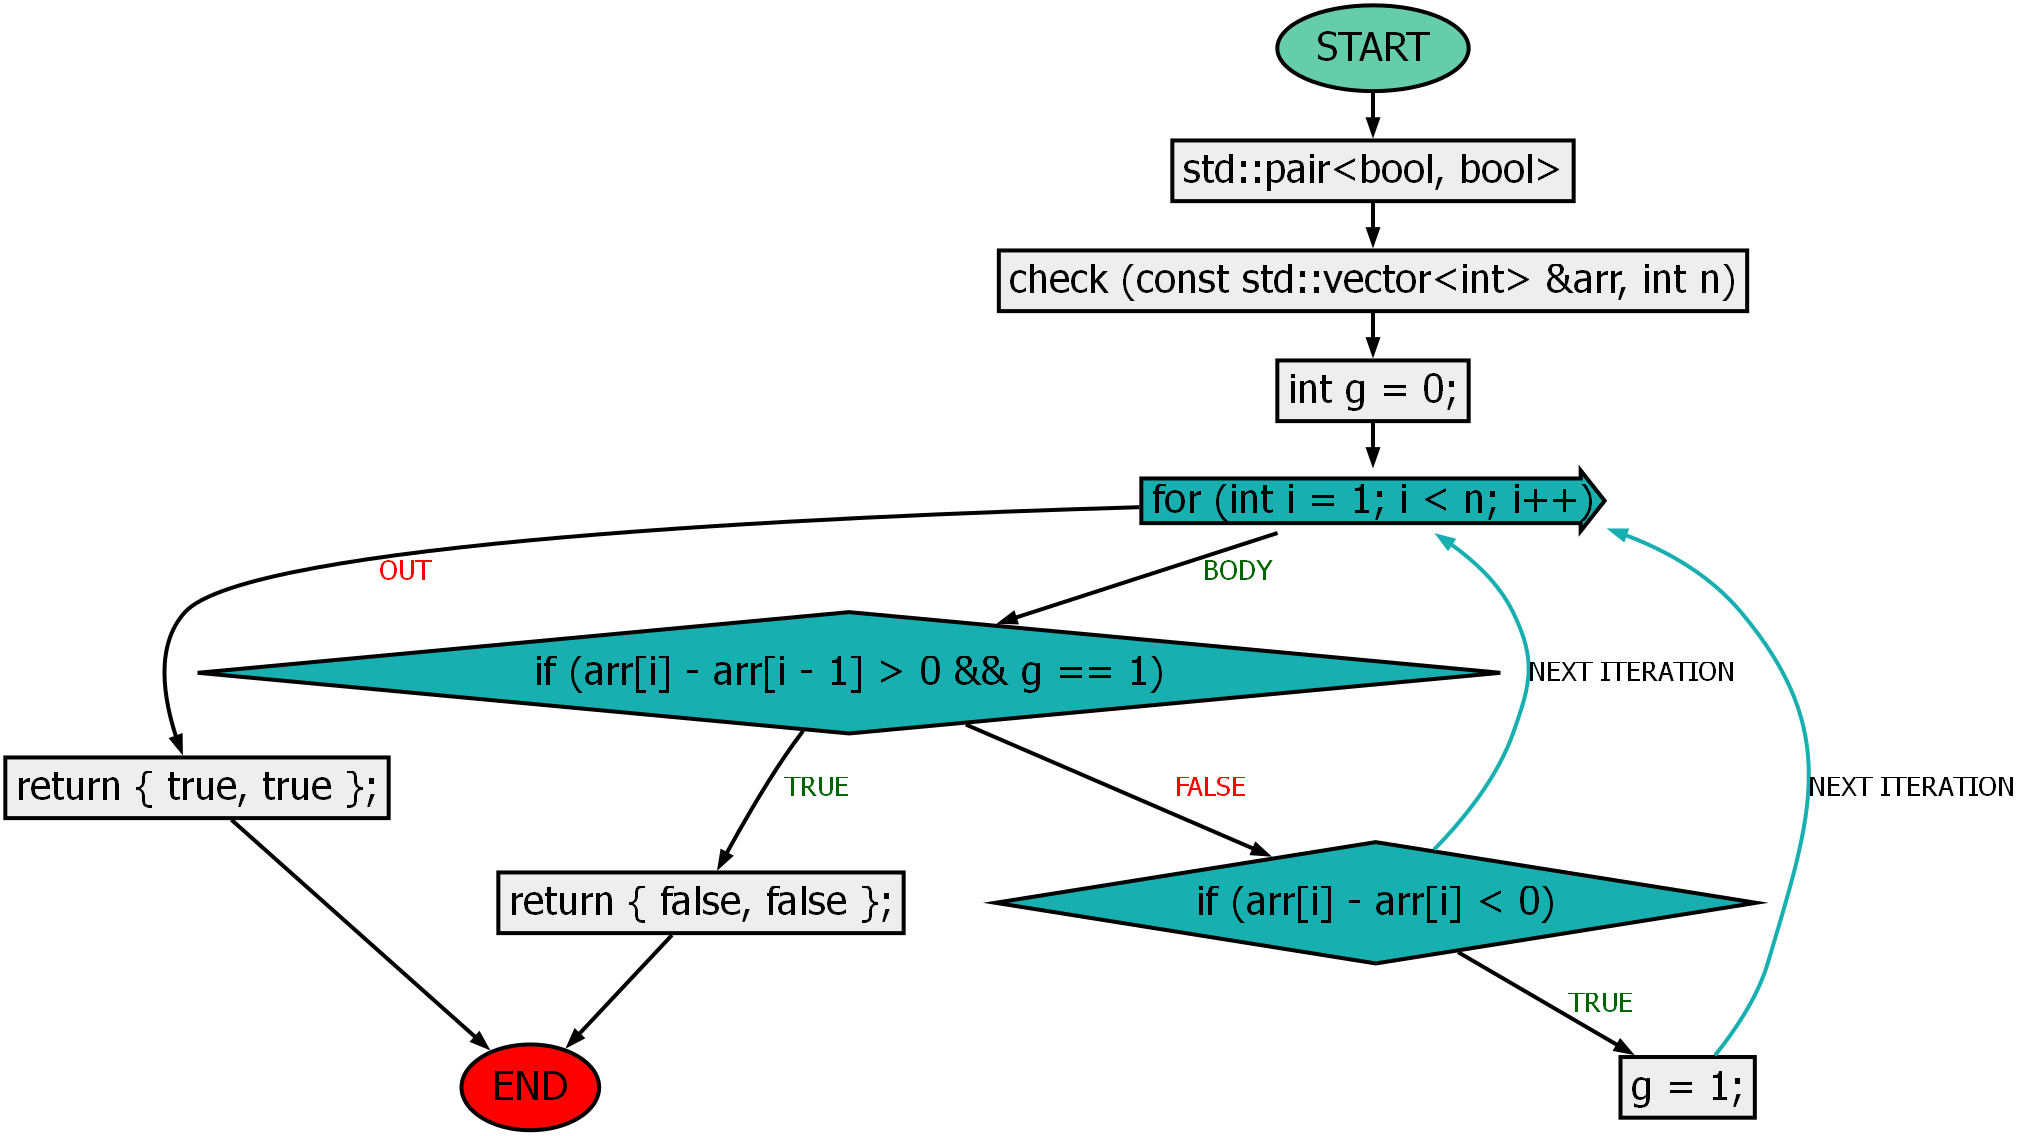 START
std::pair<bool, bool>
check (const std::vector<int> &arr, int n)
int g = 0;
for (int i = 1; i < n; i++)
OUT
BODY
if (arr[i] - arr[i - 1] > 0 && g == 1)
NEXT ITERATION
return { true, true };
TRUE
FALSE
NEXT ITERATION
return { false, false };
if (arr[i] - arr[i] < 0)
TRUE
END
g = 1;